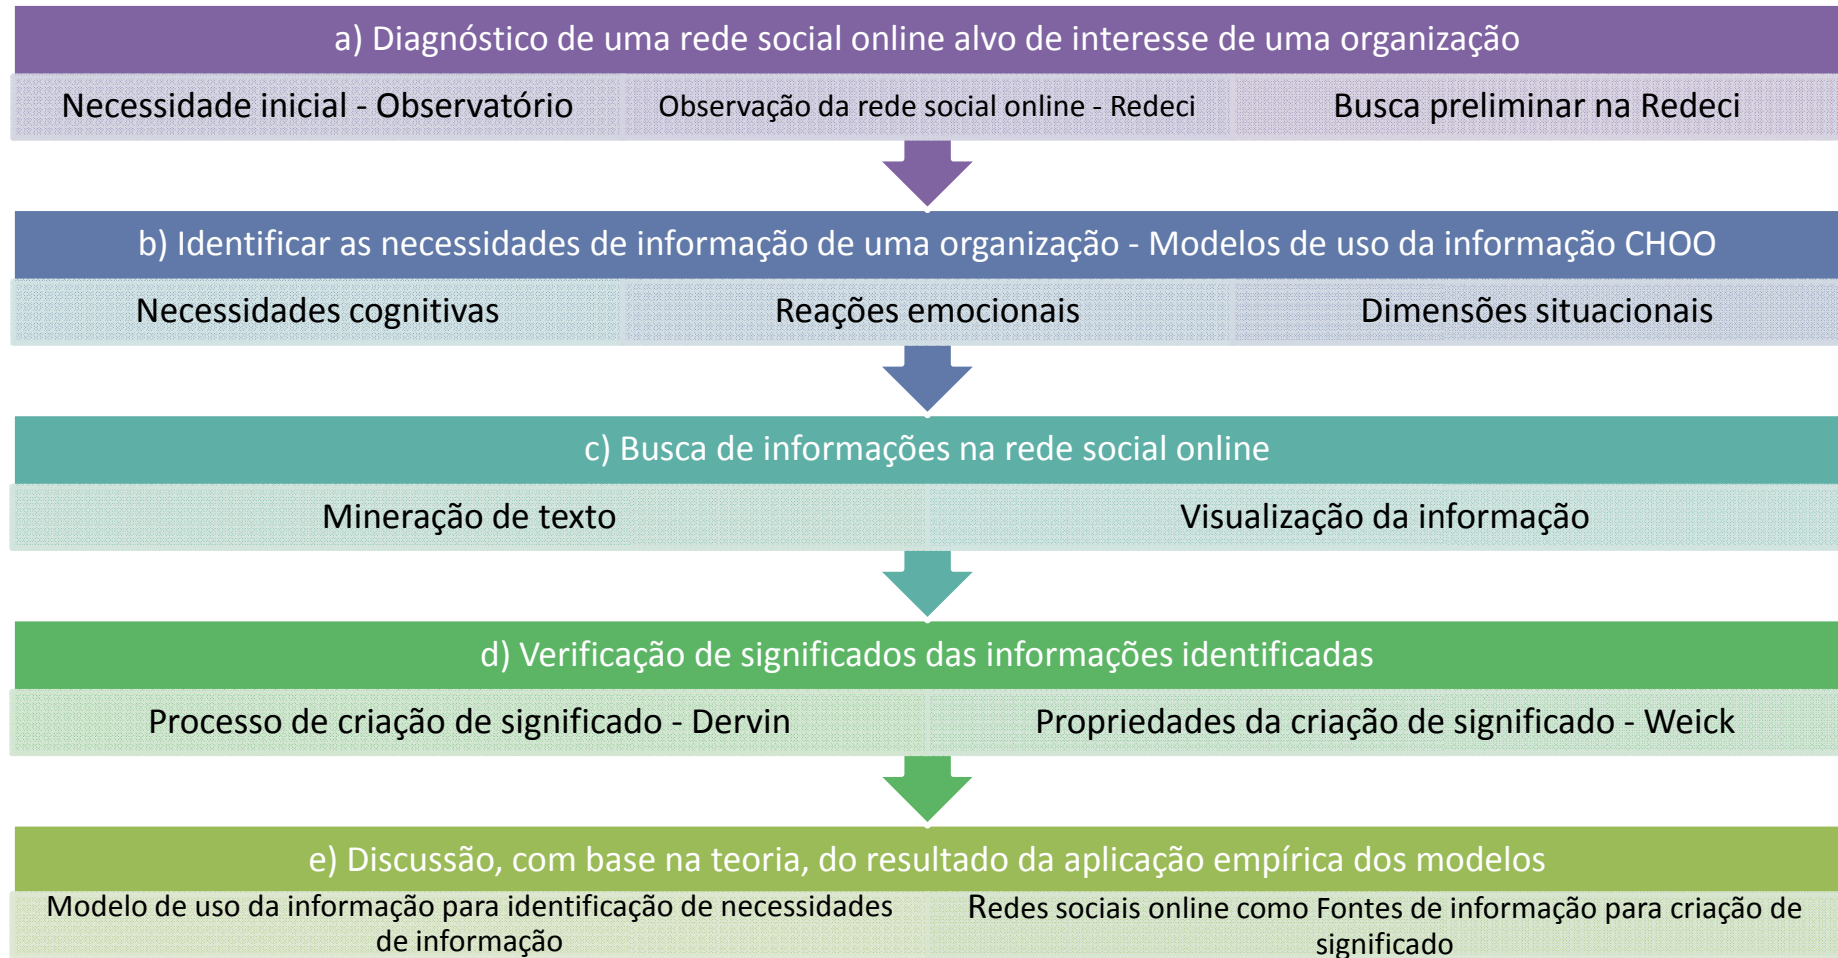 a) Diagnóstico de uma rede social online alvo de interesse de uma organização
Necessidade inicial - Observatório
Observação da rede social online - Redeci
Busca preliminar na Redeci
b) Identificar as necessidades de informação de uma organização - Modelos de uso da informação CHOO
Necessidades cognitivas
Reações emocionais
Dimensões situacionais
c) Busca de informações na rede social online
Mineração de texto
Visualização da informação
d) Verificação de significados das informações identificadas
Processo de criação de significado - Dervin
Propriedades da criação de significado - Weick
e) Discussão, com base na teoria, do resultado da aplicação empírica dos modelos
Modelo de uso da informação para identificação de necessidades
de informação
Redes sociais online como Fontes de informação para criação de
significado